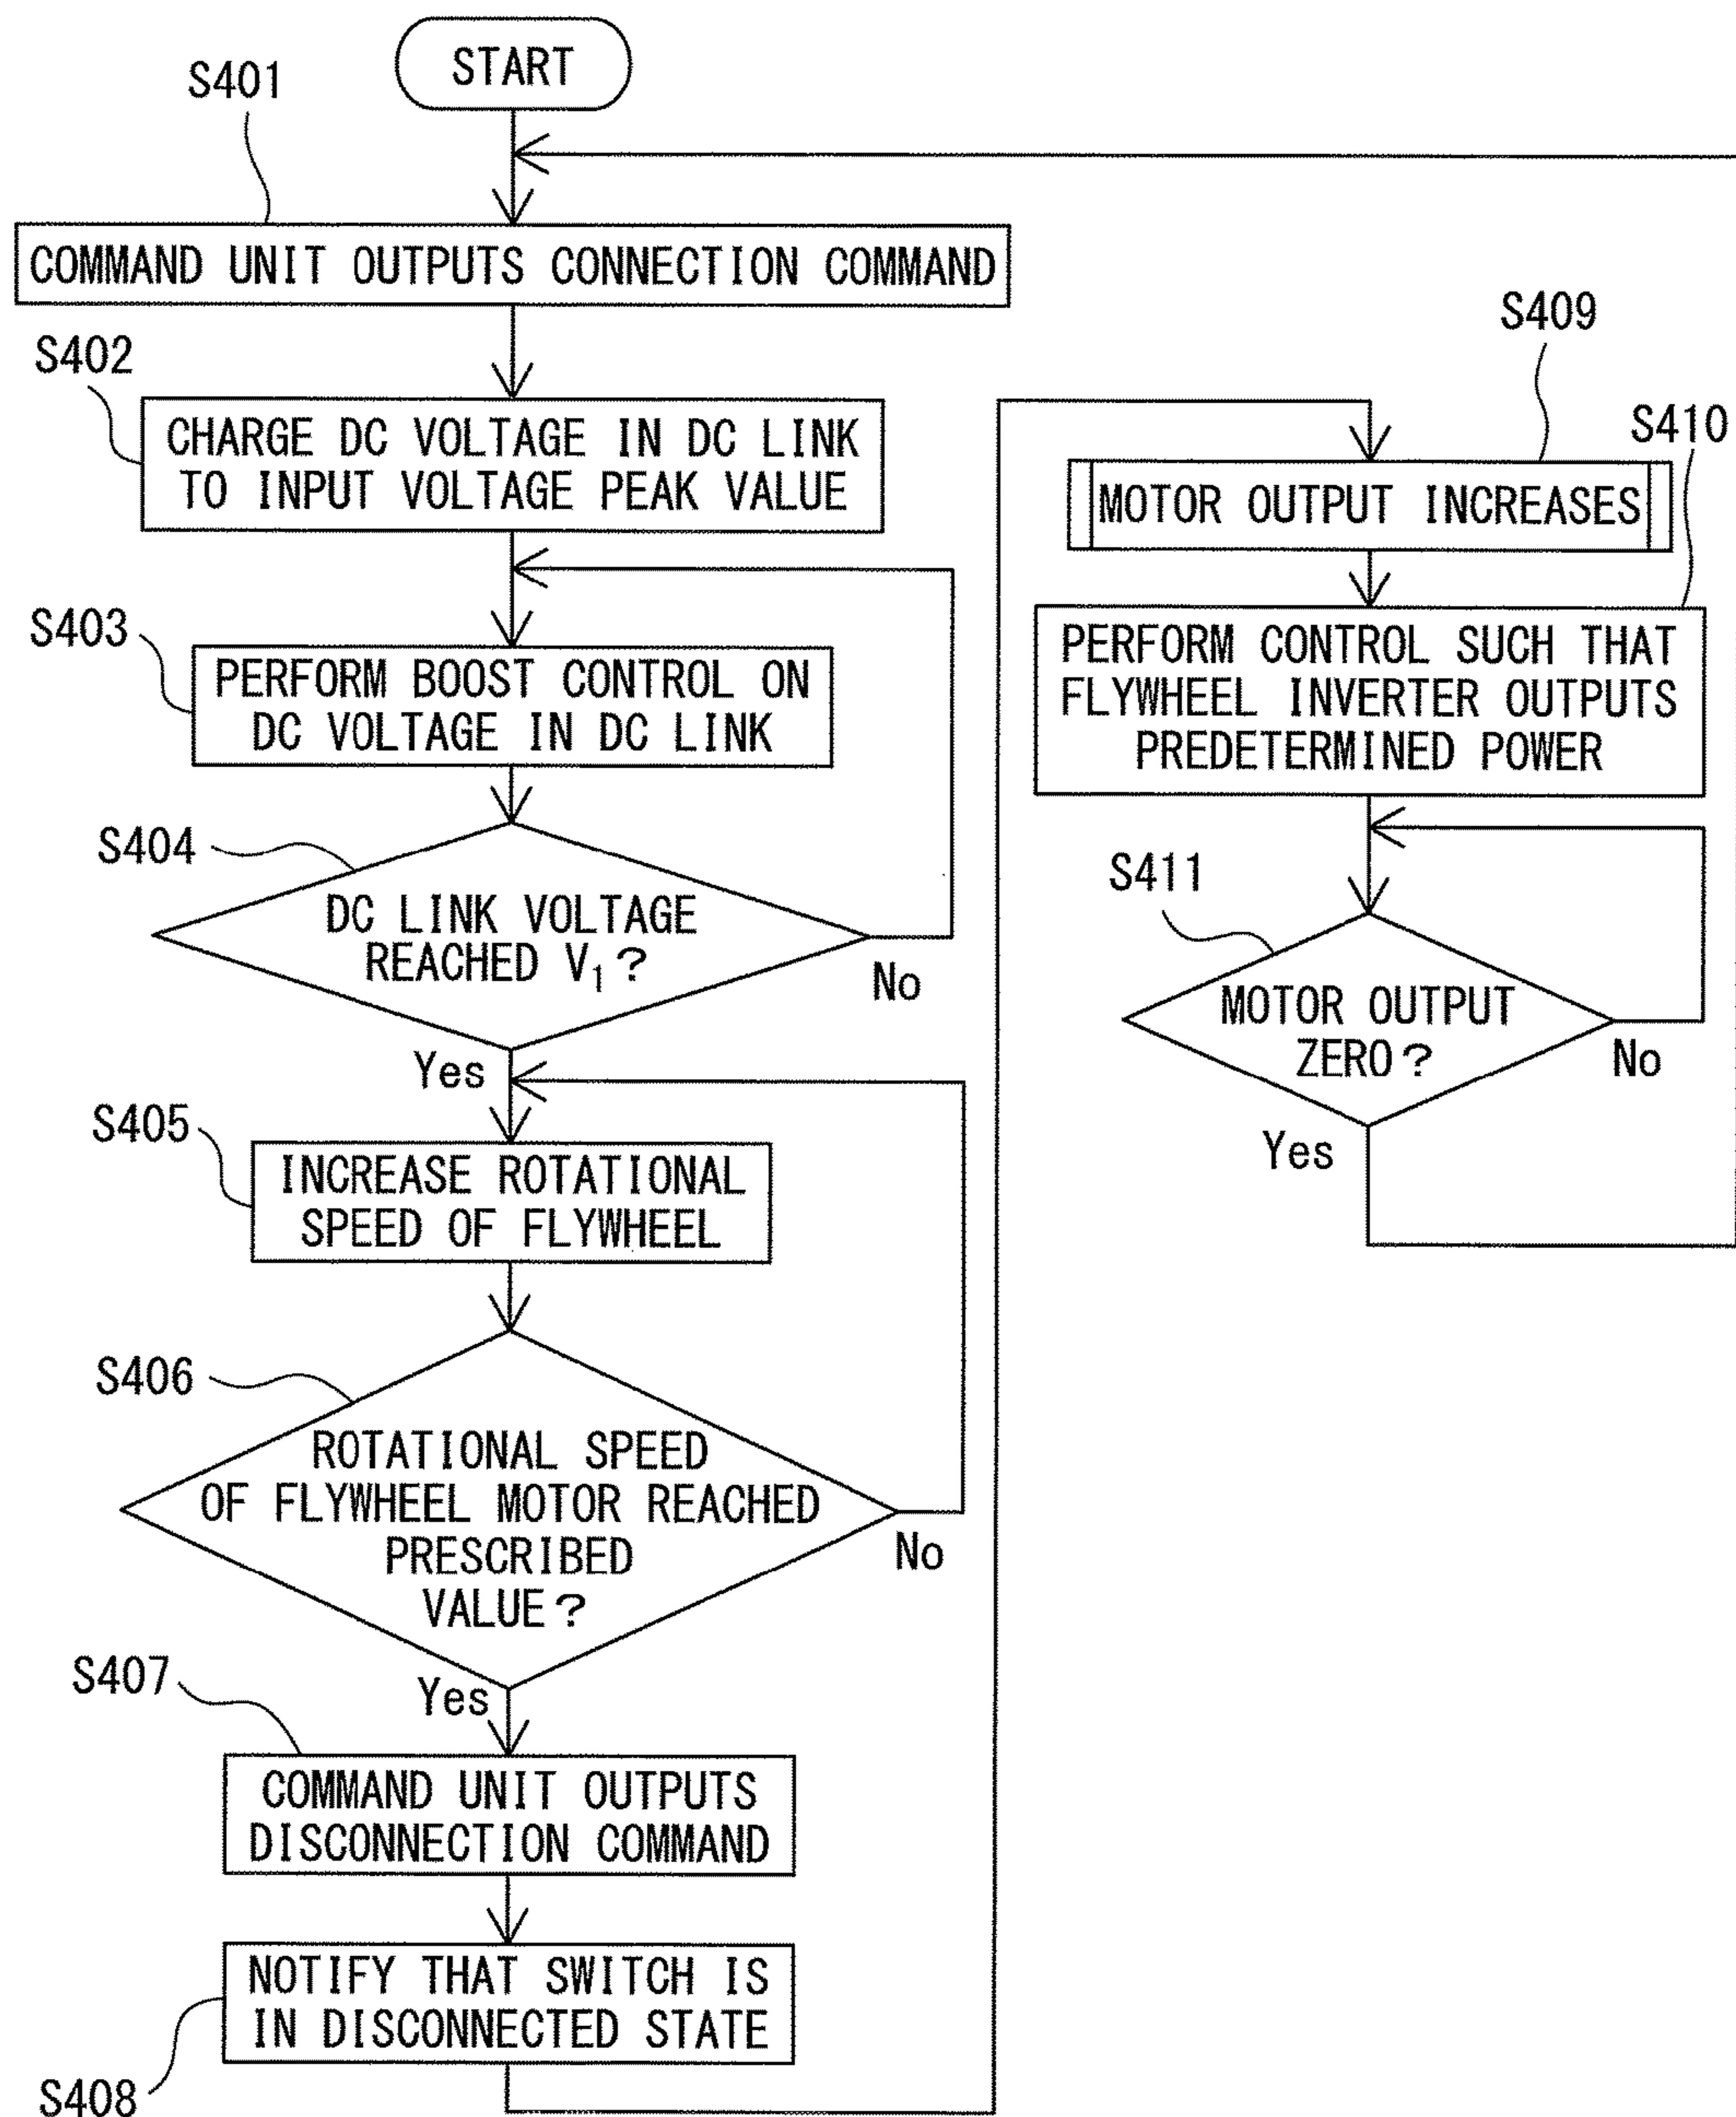 START
S401
COMMAND UNIT OUTPUTS CONNECTION COMMAND
S402
CHARGE DC VOLTAGE IN DC LINK
TO INPUT VOLTAGE PEAK VALUE
S403
PERFORM BOOST CONTROL ON
DC VOLTAGE IN DC LINK
S404
DC LINK VOLTAGE
REACHED V₁?
No
Yes
S405
INCREASE ROTATIONAL
SPEED OF FLYWHEEL
S406
ROTATIONAL SPEED
OF FLYWHEEL MOTOR REACHED
PRESCRIBED
VALUE?
No
Yes
S407
COMMAND UNIT OUTPUTS
DISCONNECTION COMMAND
NOTIFY THAT SWITCH IS
IN DISCONNECTED STATE
S408
S409
MOTOR OUTPUT INCREASES
S410
PERFORM CONTROL SUCH THAT
FLYWHEEL INVERTER OUTPUTS
PREDETERMINED POWER
S411
MOTOR OUTPUT
ZERO?
No
Yes